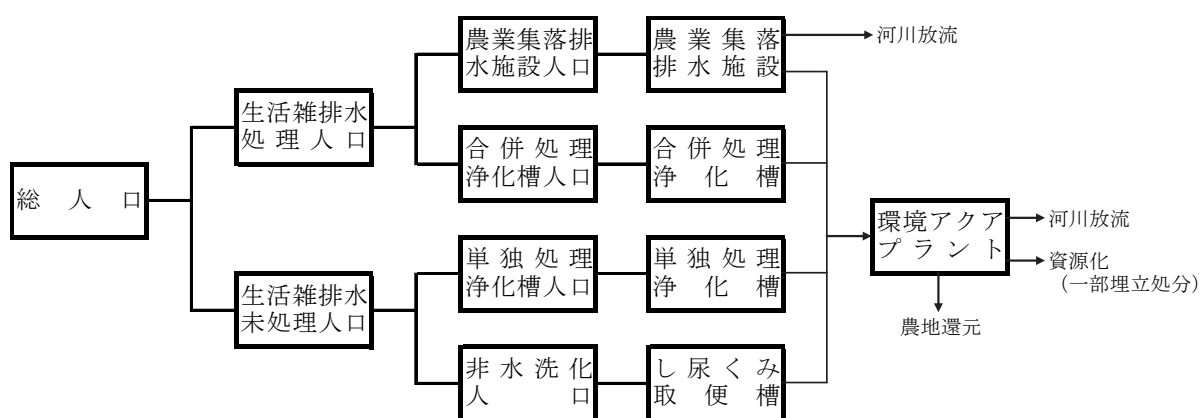 総人口
生活雑排水
処理人口
生活雑排水
未処理人口
農業集落排
水施設人口
合併処理
浄化槽人口
単独処理
浄化槽人口
非水洗化
人口
農業集落
排水施設
合併処理
浄化槽
単独処理
浄化槽
し尿くみ
取便槽
河川放流
環境アクア
プラント
河川放流
資源化
（一部埋立処分）
農地還元